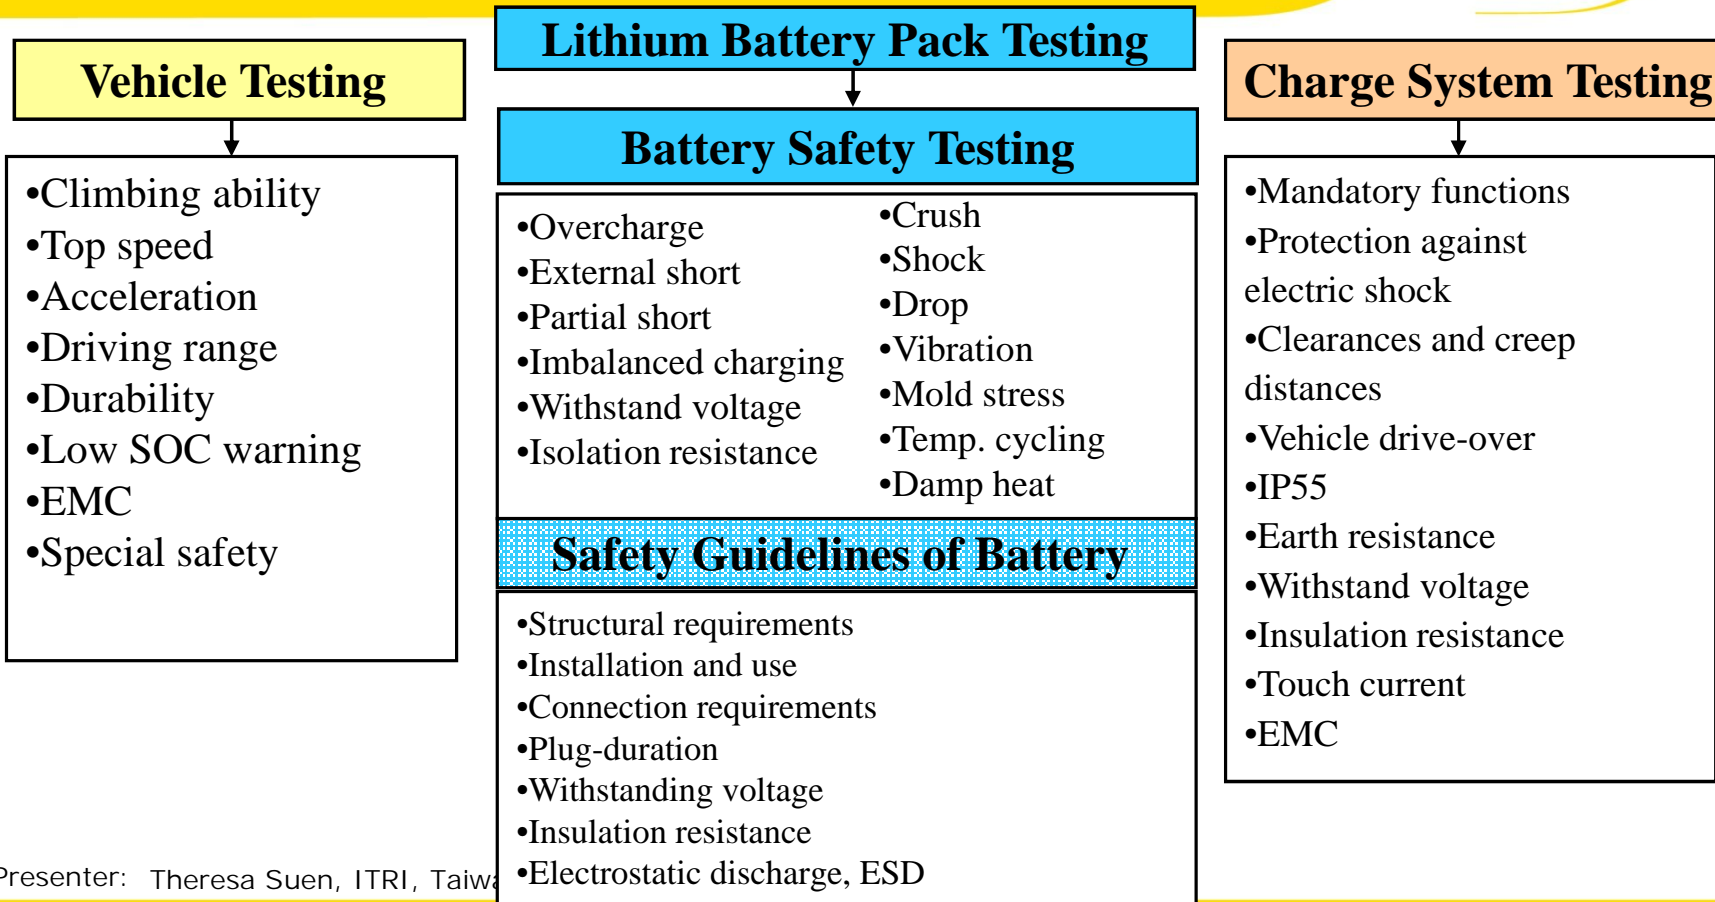 Vehicle Testing
•Climbing ability
•Top speed
•Acceleration
•Driving range
•Durability
•Low SOC warning
•EMC
•Special safety
Lithium Battery Pack Testing
Battery Safety Testing
•Overcharge
•External short
•Partial short
•Imbalanced charging
•Withstand voltage
•Isolation resistance
•Crush
•Shock
•Drop
•Vibration
•Mold stress
•Temp. cycling
•Damp heat
Safety Guidelines of Battery
•Structural requirements
•Installation and use
•Connection requirements
•Plug-duration
•Withstanding voltage
•Insulation resistance
•Electrostatic discharge, ESD
Charge System Testing
•Mandatory functions
•Protection against
electric shock
•Clearances and creep
distances
•Vehicle drive-over
•IP55
•Earth resistance
•Withstand voltage
•Insulation resistance
•Touch current
•EMC
Presenter: Theresa Suen, ITRI,